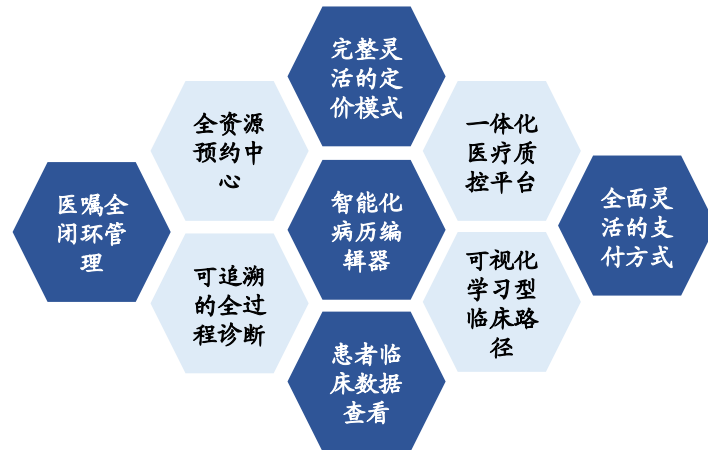 完整灵
活的定
价模式
全资源
预约中
心
一体化
医疗质
控平台
医嘱全
闭环管
理
智能化
病历编
辑器
全面灵
活的支
付方式
可追溯
的全过
程诊断
可视化
学习型
临床路
径
患者临
床数据
查看